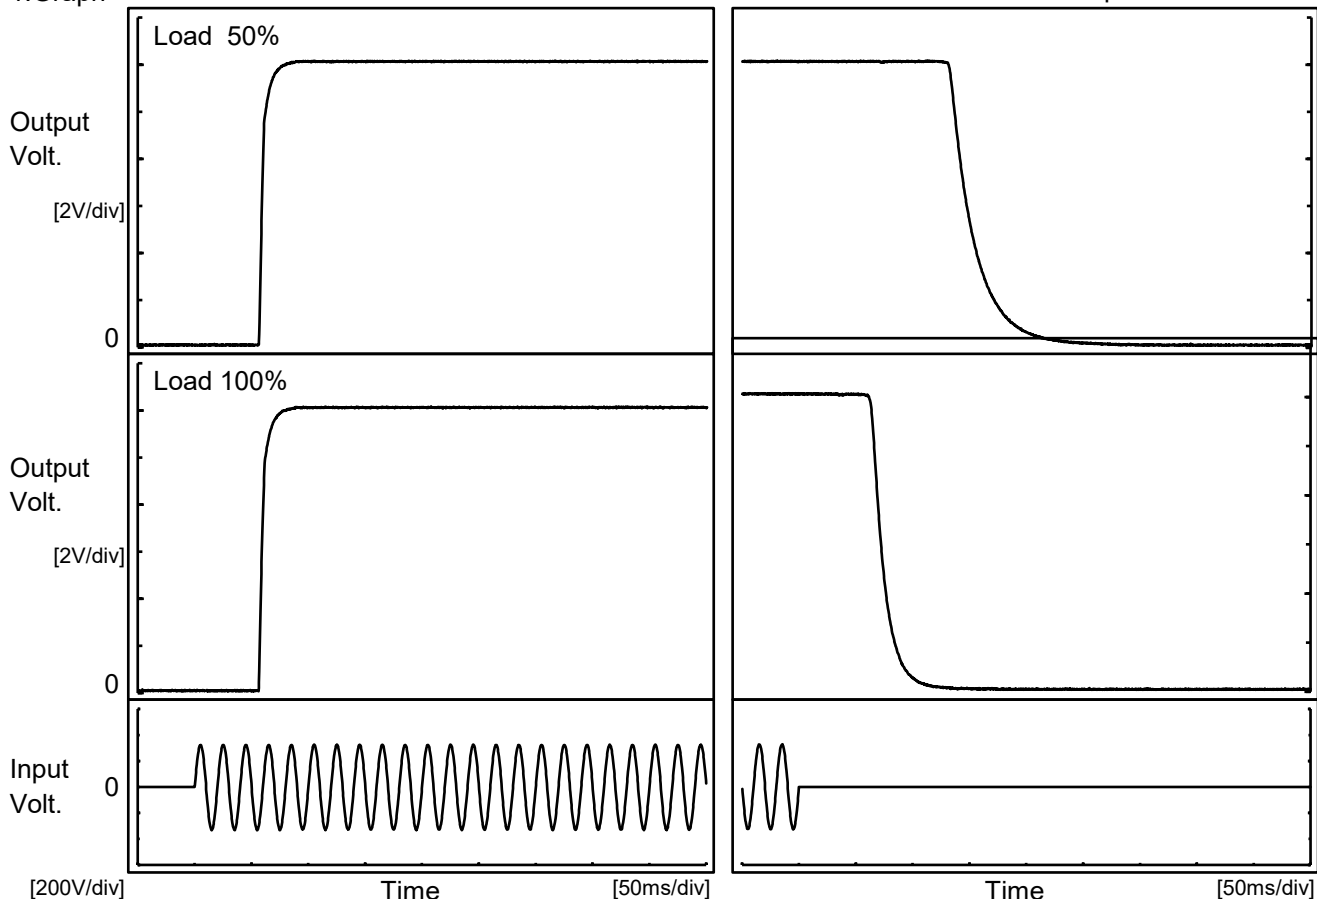 Load 50%
Output
Volt.
[2V/div]
0
Load 100%
Output
Volt.
[2V/div]
0
Input
Volt.
0
[200V/div]
Time
[50ms/div]
Time
[50ms/div]